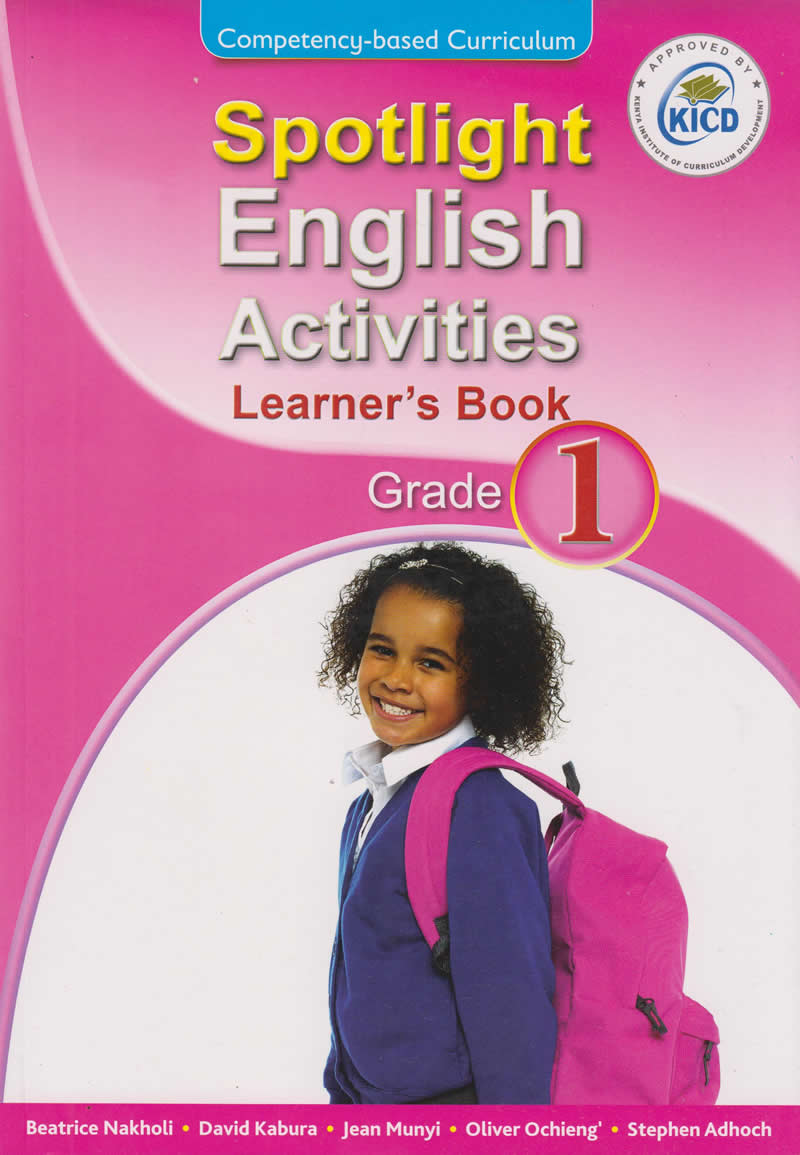 Competency-based Curriculum
APPROVED BY
KICD
KENYA INSTITUTE OF CURRICULUM DEVELOPMENT
Spotlight
English
Activities
Learner's Book
Grade 1
Beatrice Nakholi • David Kabura • Jean Munyi • Oliver Ochieng' • Stephen Adhoch